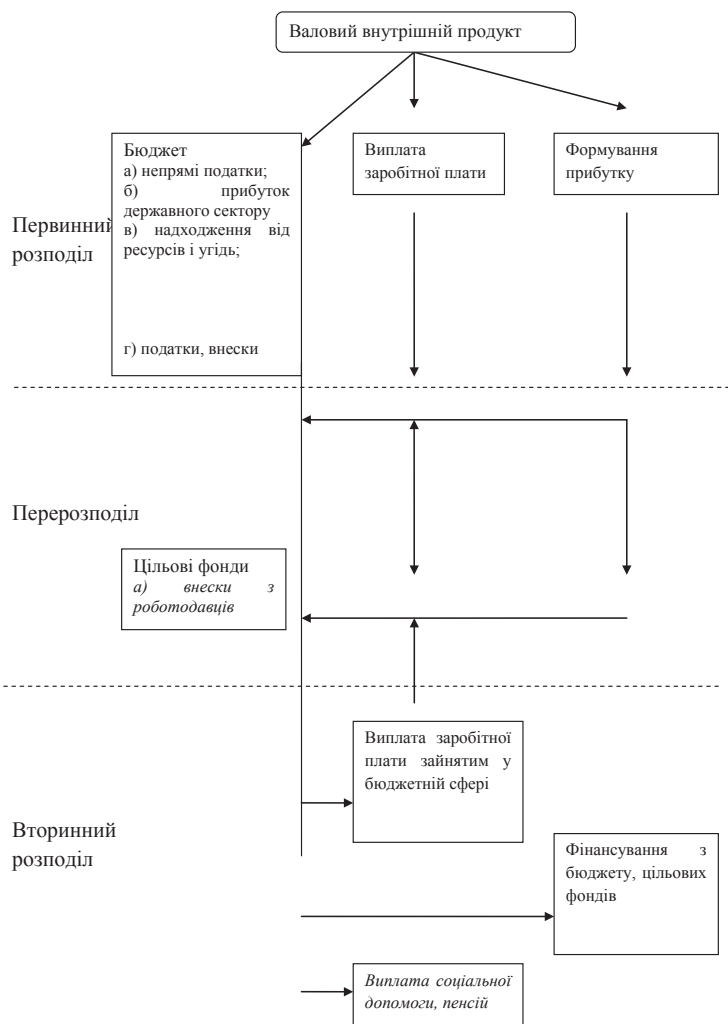 Валовий внутрішній продукт
Бюджет
а) непрямі податки;
б) прибуток
державного сектору
в) надходження від
ресурсів і угідь;
г) податки, внески
Виплата
заробітної плати
Формування
прибутку
Первинний
розподіл
Перерозподіл
Цільові фонди
а) внески з
роботодавців
Виплата заробітної
плати зайнятим у
бюджетній сфері
Вторинний
розподіл
Фінансування з
бюджету, цільових
фондів
Виплата соціальної
допомоги, пенсій